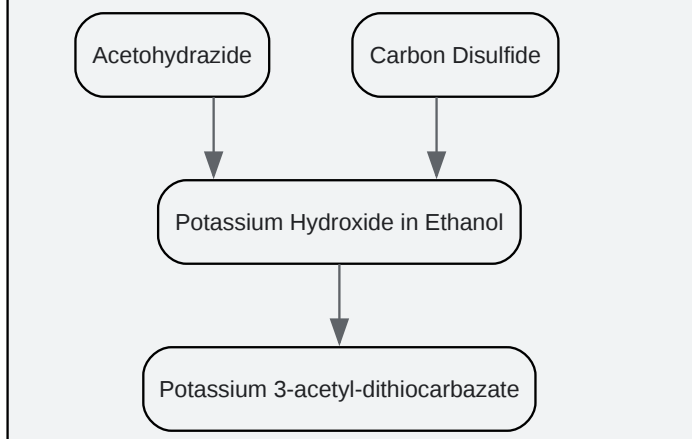 Acetohydrazide
Carbon Disulfide
Potassium Hydroxide in Ethanol
Potassium 3-acetyl-dithiocarbazate